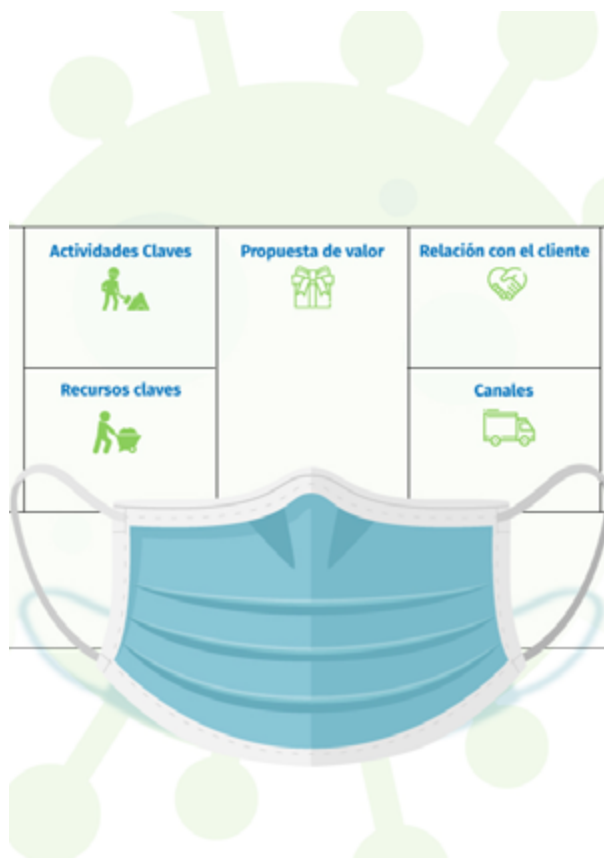 Actividades Claves
Propuesta de valor
Relación con el cliente
Recursos claves
Canales